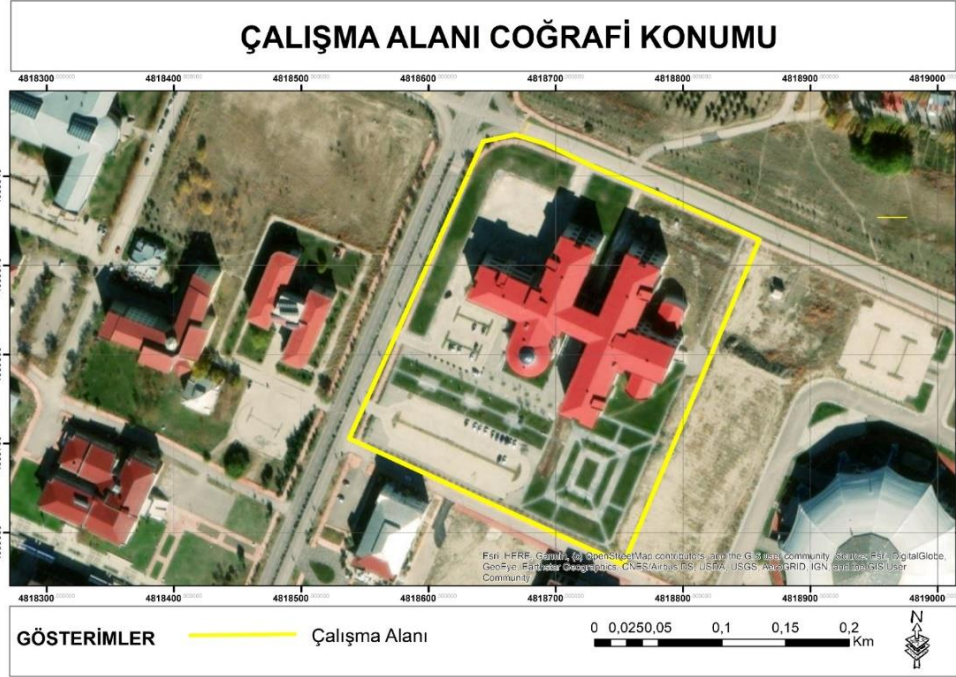 ÇALIŞMA ALANI COĞRAFİ KONUMU
4818300 4818400 4818500 4818600 4818700 4818800 4818900 4819000
Esri, HERE, Garmin, (c) OpenStreetMap contributors, and the GIS user community, Source: Esri, DigitalGlobe,
GeoEye, Earthstar Geographics, CNES/Airbus DS, USDA, USGS, AeroGRID, IGN, and the GIS User
Community
4818300 4818400 4818500 4818600 4818700 4818800 4818900 4819000
GÖSTERİMLER Çalışma Alanı
0 0,0250,05 0,1 0,15 0,2
Km
N